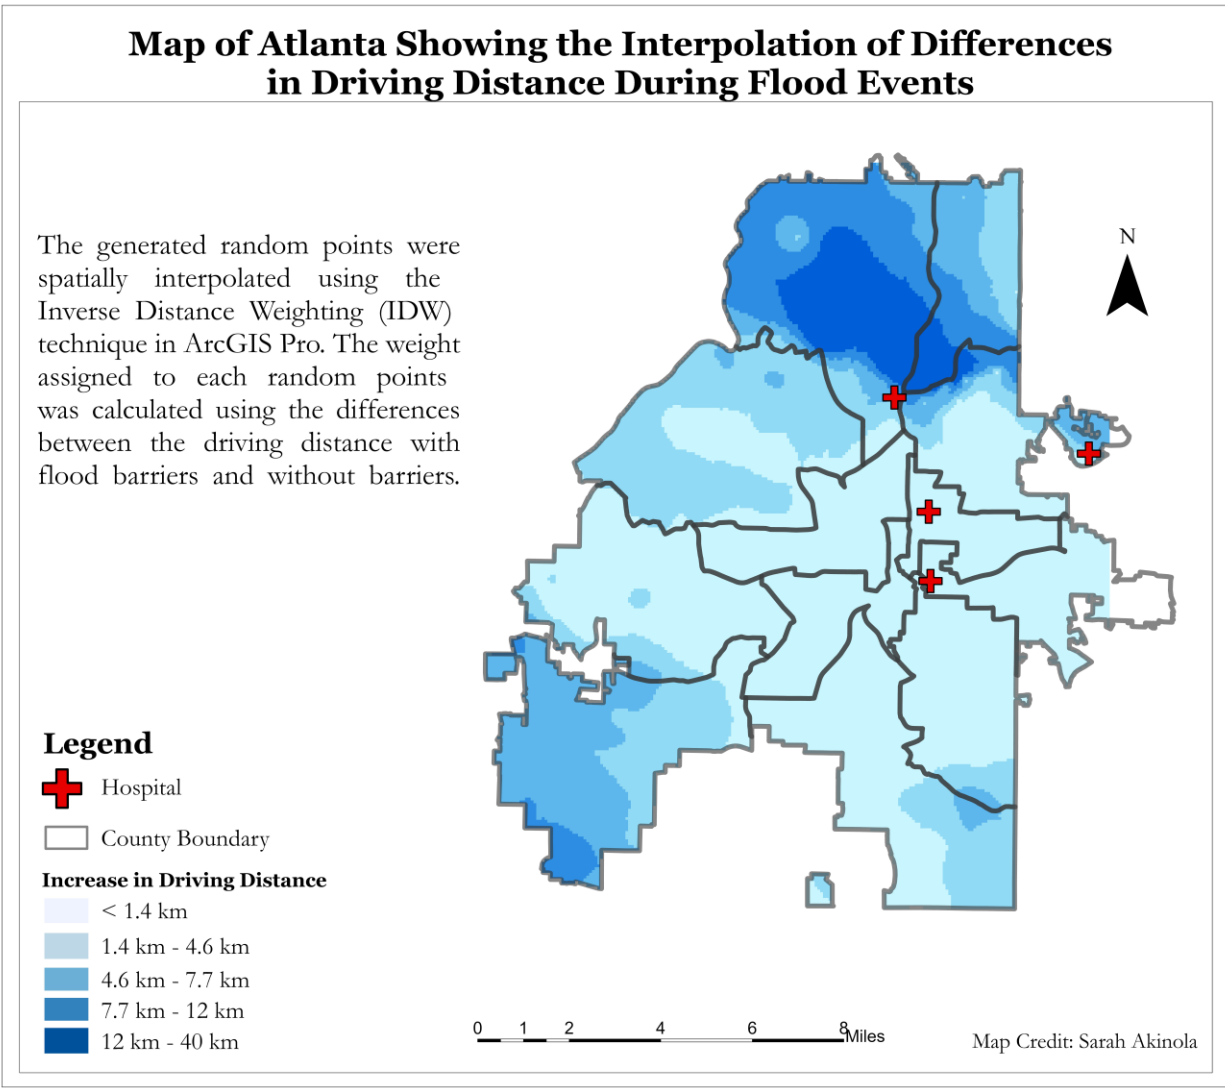 Map of Atlanta Showing the Interpolation of Differences
in Driving Distance During Flood Events
The generated random points were
spatially interpolated using the
Inverse Distance Weighting (IDW)
technique in ArcGIS Pro. The weight
assigned to each random points
was calculated using the differences
between the driving distance with
flood barriers and without barriers.
N
Legend
Hospital
County Boundary
Increase in Driving Distance
< 1.4 km
1.4 km - 4.6 km
4.6 km - 7.7 km
7.7 km - 12 km
12 km - 40 km
0 1 2 4 6 8 Miles
Map Credit: Sarah Akinola